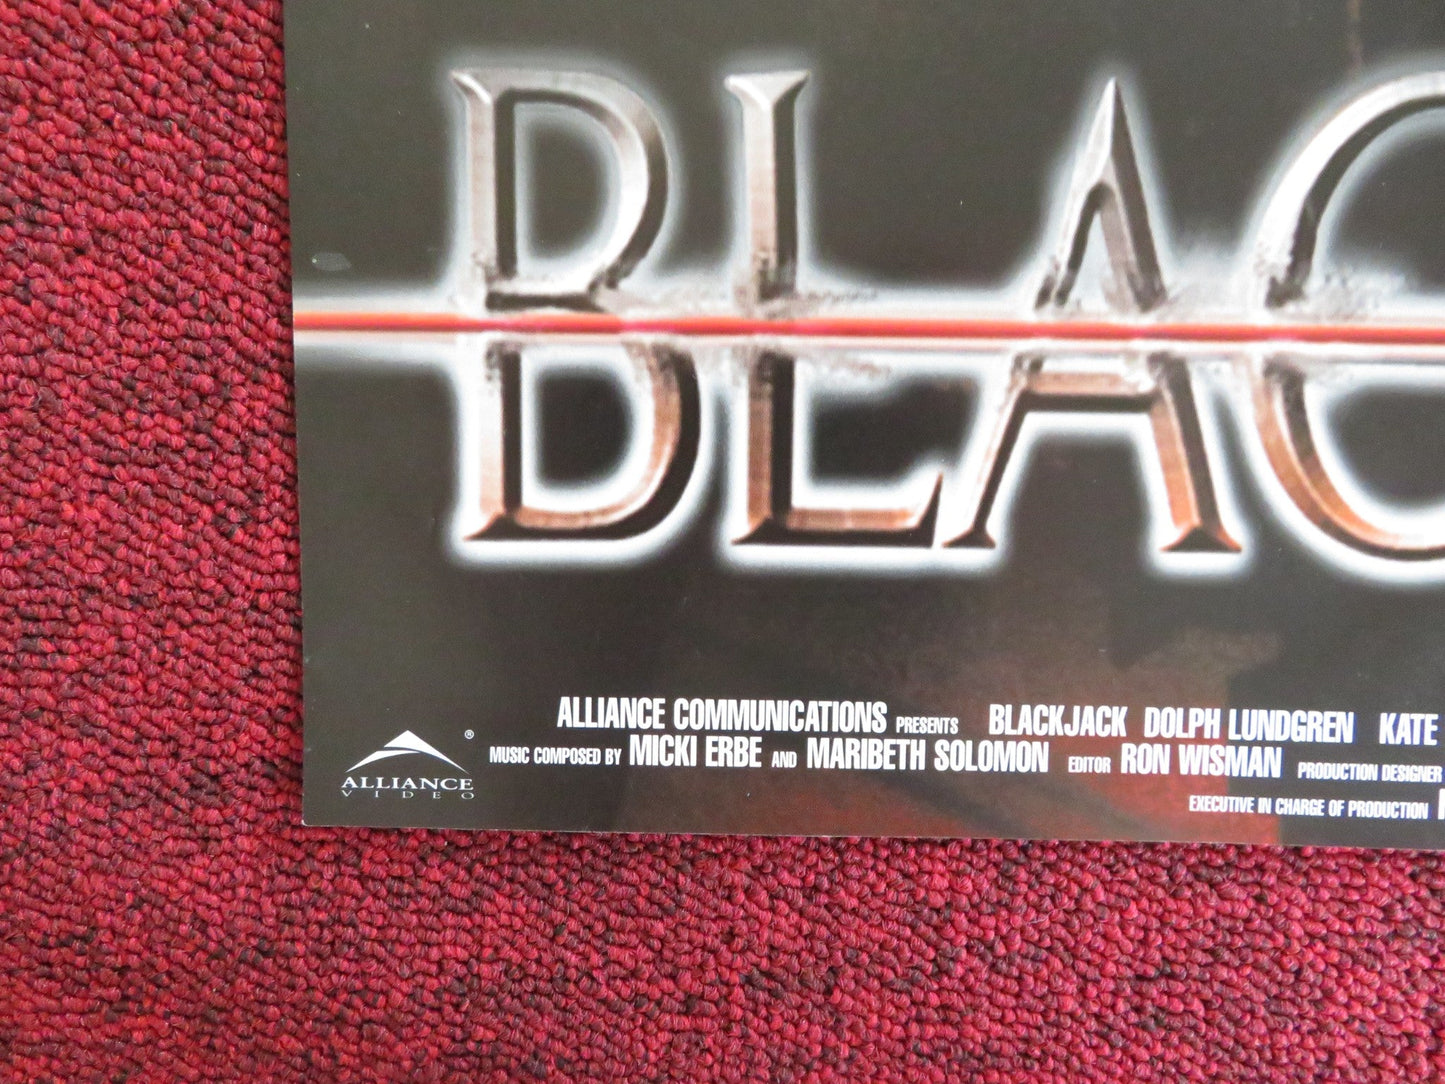 BLAC
ALLIANCE COMMUNICATIONS PRESENTS BLACKJACK DOLPH LUNDGREN KATE
MUSIC COMPOSED BY MICKI ERBE AND MARIBETH SOLOMON EDITOR RON WISMAN PRODUCTION DESIGNER
EXECUTIVE IN CHARGE OF PRODUCTION
ALLIANCE ®
VIDEO